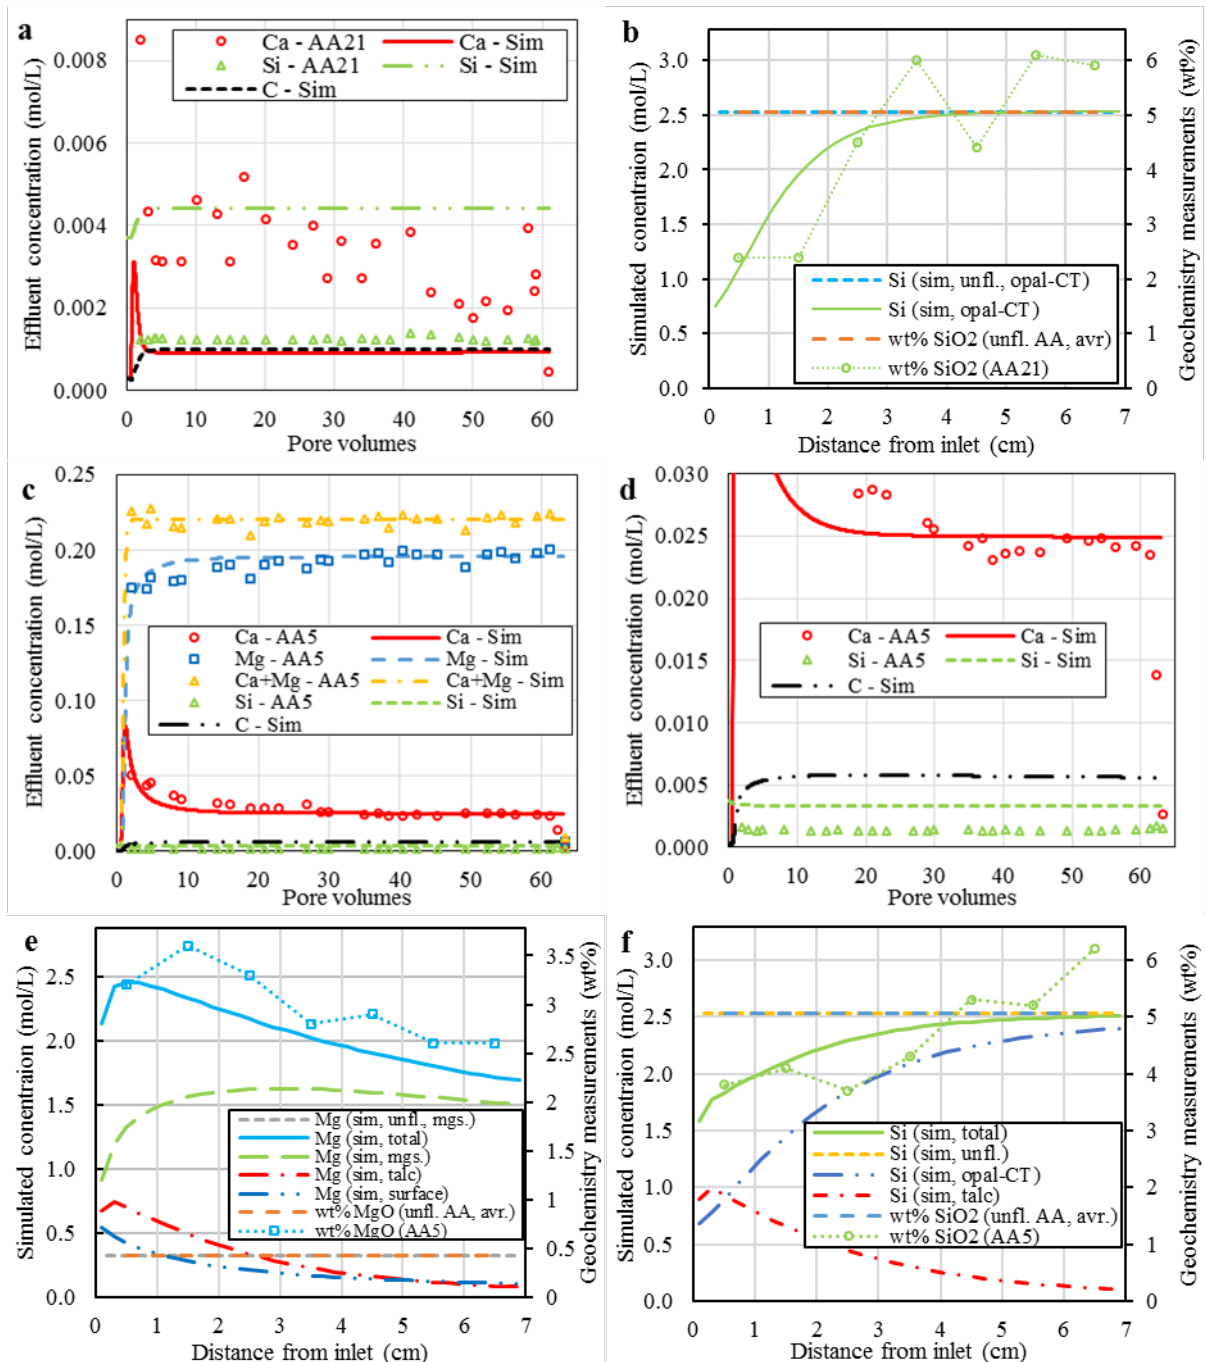 a
0.008
0.006
0.004
0.002
0.000
Effluent concentration (mol/L)
Ca - AA21
Ca - Sim
Si - AA21
Si - Sim
C - Sim
0
10
20
30
40
50
60
Pore volumes
b
3.0
2.5
2.0
1.5
1.0
0.5
0.0
Simulated conentraion (mol/L)
Si (sim, unfl., opal-CT)
Si (sim, opal-CT)
wt% SiO2 (unfl. AA, avr)
wt% SiO2 (AA21)
6
5
4
3
2
1
0
Geochemistry measurements (wt%)
0
1
2
3
4
5
6
7
Distance from inlet (cm)
c
0.25
0.20
0.15
0.10
0.05
0.00
Effluent concentration (mol/L)
Ca - AA5
Ca - Sim
Mg - AA5
Mg - Sim
Ca+Mg - AA5
Ca+Mg - Sim
Si - AA5
Si - Sim
C - Sim
0
10
20
30
40
50
60
Pore volumes
d
0.030
0.025
0.020
0.015
0.010
0.005
0.000
Effluent concentration (mol/L)
Ca - AA5
Ca - Sim
Si - AA5
Si - Sim
C - Sim
0
10
20
30
40
50
60
Pore volumes
e
2.5
2.0
1.5
1.0
0.5
0.0
Simulated conentraion (mol/L)
Mg (sim, unfl., mgs.)
Mg (sim, total)
Mg (sim, mgs.)
Mg (sim, talc)
Mg (sim, surface)
wt% MgO (unfl. AA, avr.)
wt% MgO (AA5)
3.5
3
2.5
2
1.5
1
0.5
0
Geochemistry measurements (wt%)
0
1
2
3
4
5
6
7
Distance from inlet (cm)
f
3.0
2.5
2.0
1.5
1.0
0.5
0.0
Simulated conentraion (mol/L)
Si (sim, total)
Si (sim, unfl.)
Si (sim, opal-CT)
Si (sim, talc)
wt% SiO2 (unfl. AA, avr.)
wt% SiO2 (AA5)
6
5
4
3
2
1
0
Geochemistry measurements (wt%)
0
1
2
3
4
5
6
7
Distance from inlet (cm)